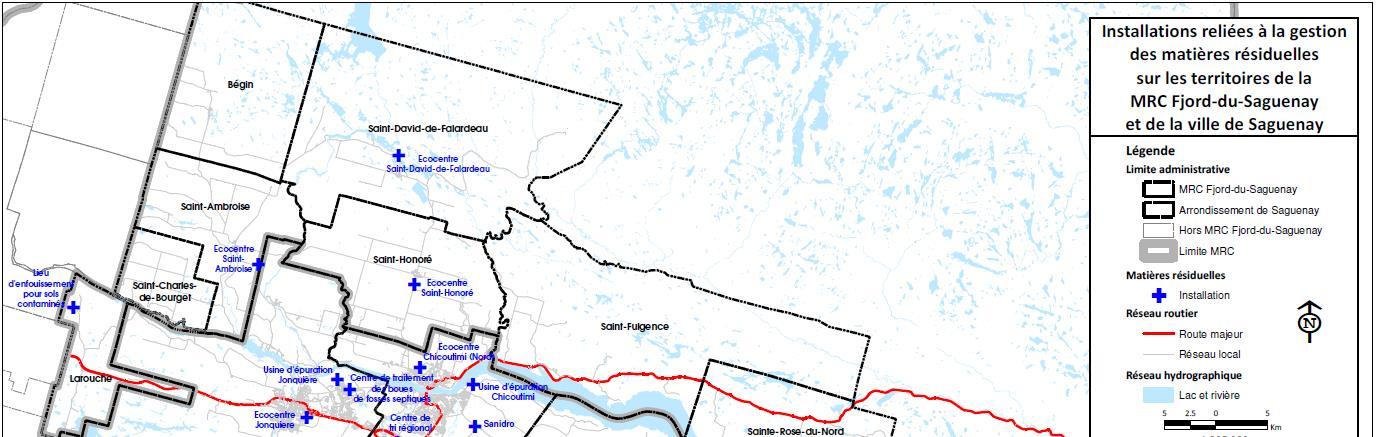 Installations reliées à la gestion
des matières résiduelles
sur les territoires de la
MRC Fjord-du-Saguenay
et de la ville de Saguenay
Légende
Limite administrative
MRC Fjord-du-Saguenay
Arrondissement de Saguenay
Hors MRC Fjord-du-Saguenay
Limite MRC
Matières résiduelles
Installation
Réseau routier
Route majeur
Réseau local
Réseau hydrographique
Lac et rivière
5 2.5 0 5
Km
N
Bégin
Saint-David-de-Falardeau
Ecocentre
Saint-David-de-Falardeau
Saint-Ambroise
Ecocentre
Saint-
Ambroise
Saint-Honoré
Ecocentre
Saint-Honoré
Lieu
d'enfouissement
pour sols
contaminés
Saint-Charles-
de-Bourget
Saint-Fulgence
Ecocentre
Chicoutimi (Nord)
Usine d'épuration
Jonquière
Centre de traitement
des boues
de fosses septiques
Usine d'épuration
Chicoutimi
Larouche
Ecocentre
Jonquière
Centre de
tri régional
Sanidro
Sainte-Rose-du-Nord